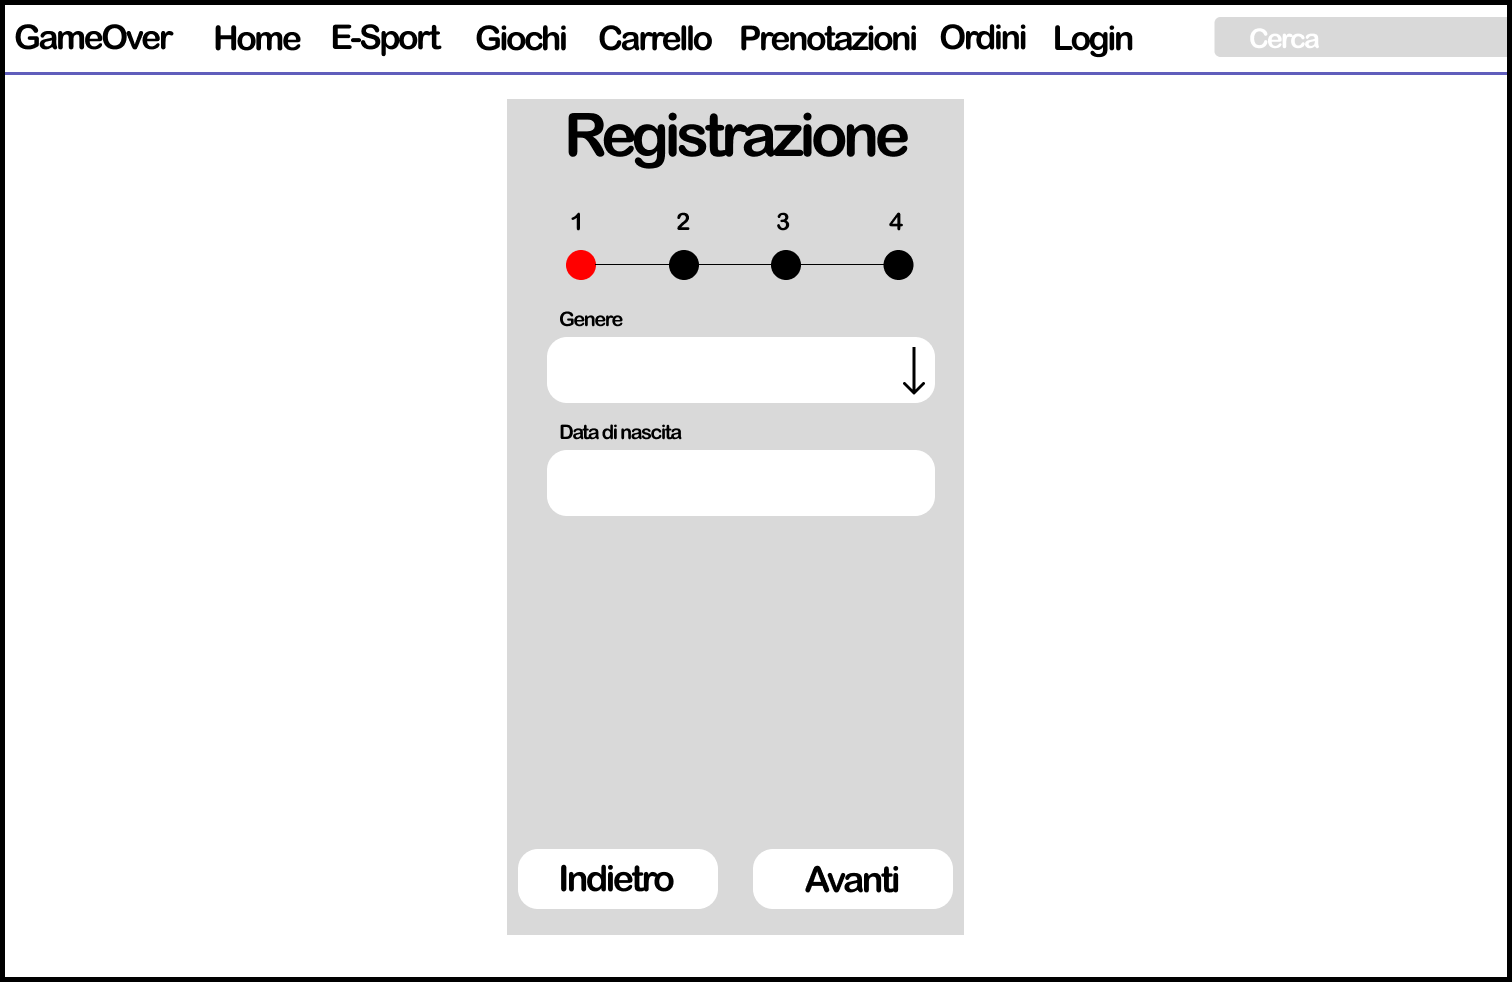 GameOver Home E-Sport Giochi Carrello Prenotazioni Ordini Login Cerca
Registrazione
1 2 3 4
Genere
Data di nascita
Indietro Avanti